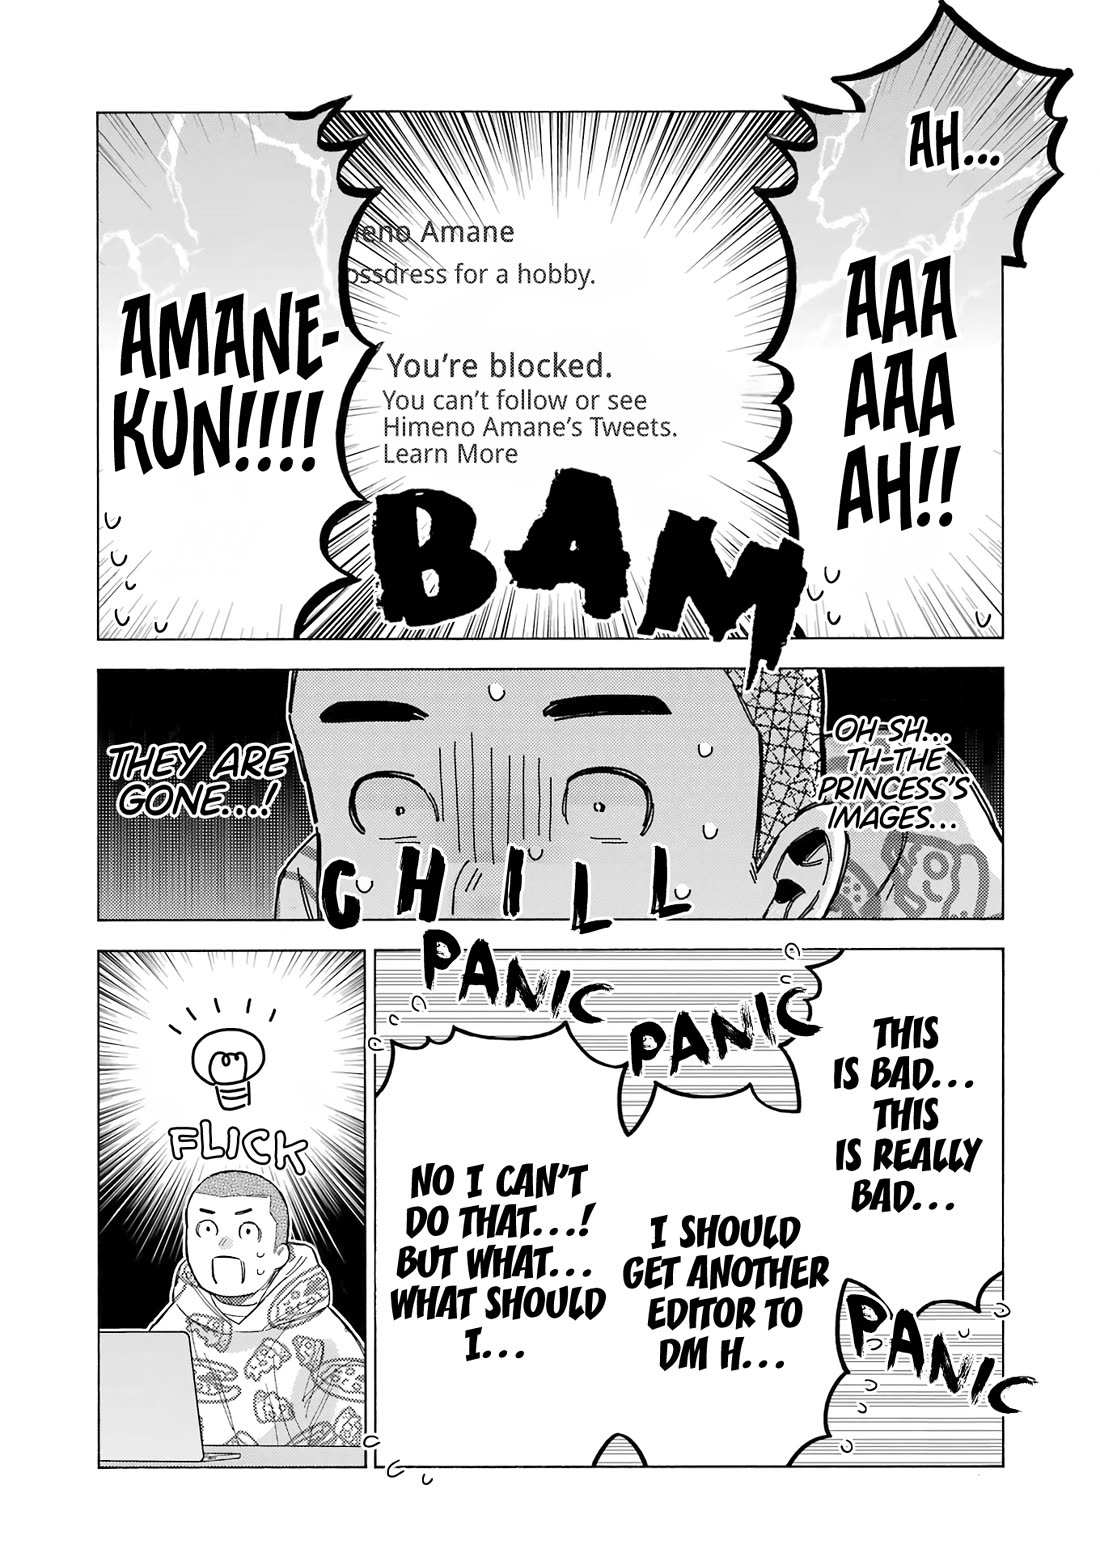 AH...
AAA
AAA
AH!!
meno Amane
ossdress for a hobby.
You're blocked.
You can't follow or see
Himeno Amane's Tweets.
Learn More
AMANE-
KUN!!!!
BAM
OH-SH...
TH-THE
PRINCESS'S
IMAGES...
THEY ARE
GONE...!
CHILL
PANIC
PANIC
THIS
IS BAD...
THIS
IS REALLY
BAD...
I SHOULD
GET ANOTHER
EDITOR TO
DM H...
NO I CAN'T
DO THAT...!
BUT WHAT...
WHAT SHOULD
I...
PANIC
FLICK